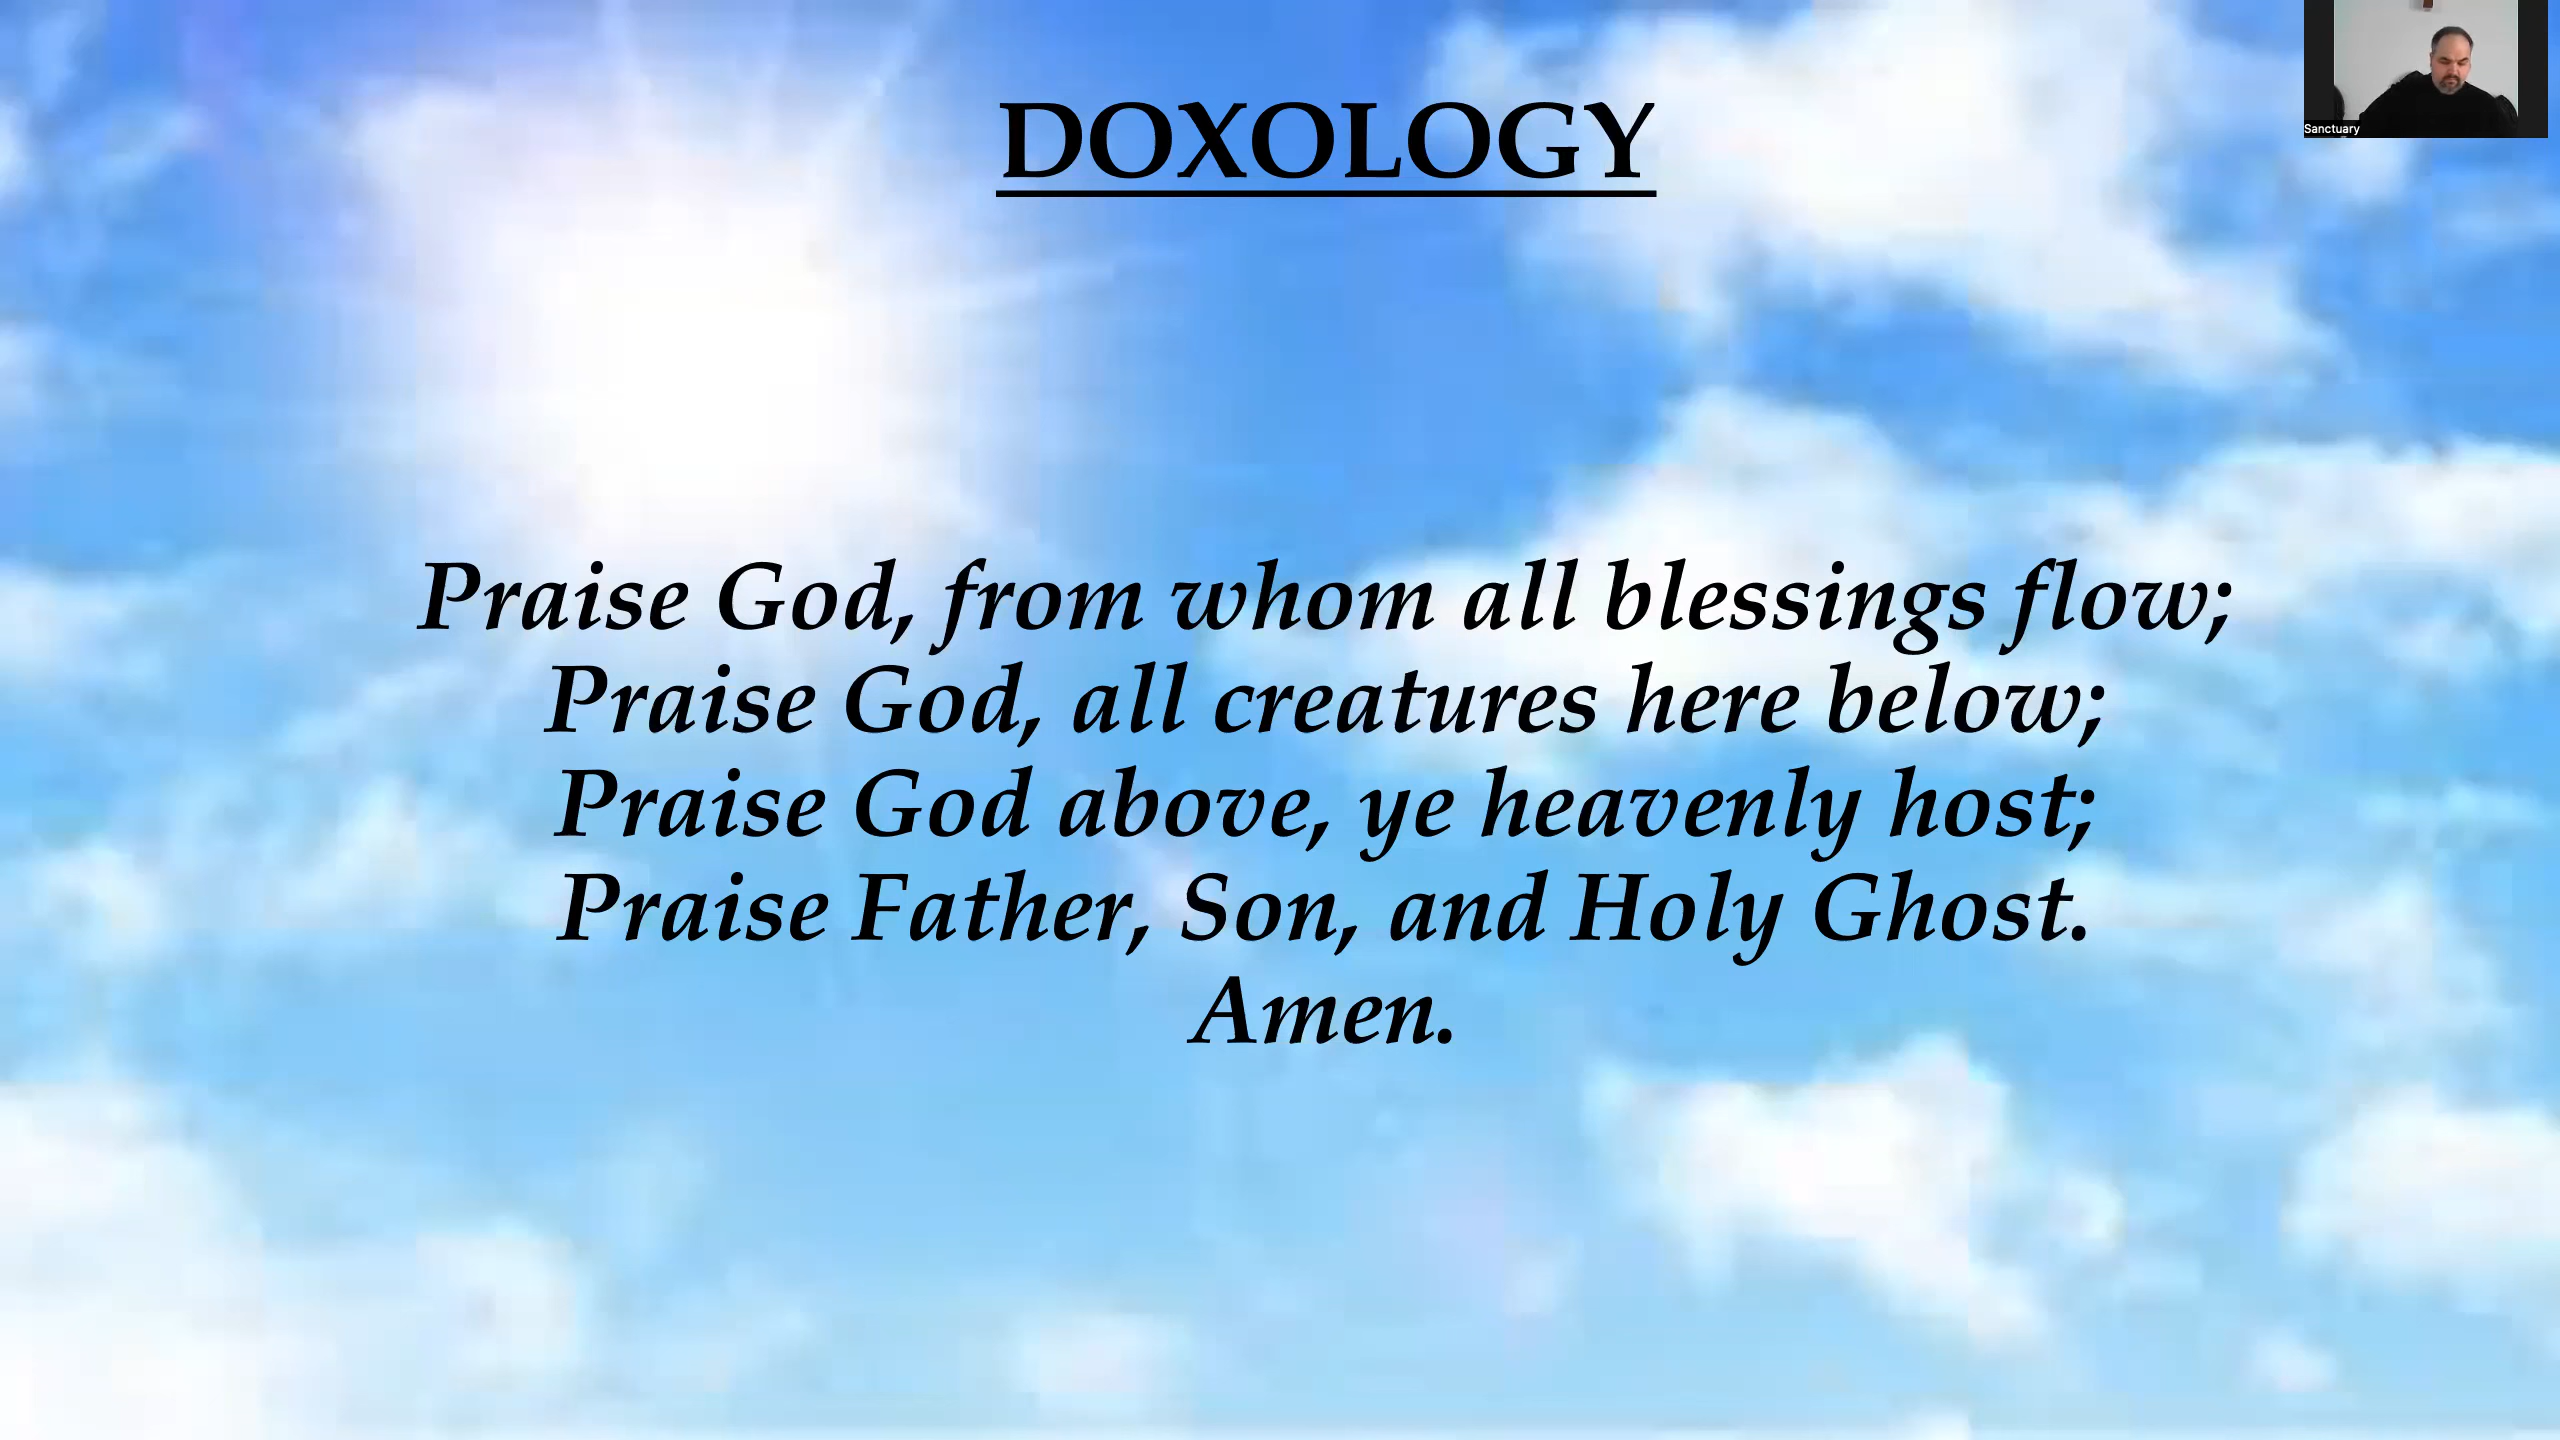 DOXOLOGY
Sanctuary
Praise God, from whom all blessings flow;
Praise God, all creatures here below;
Praise God above, ye heavenly host;
Praise Father, Son, and Holy Ghost.
Amen.